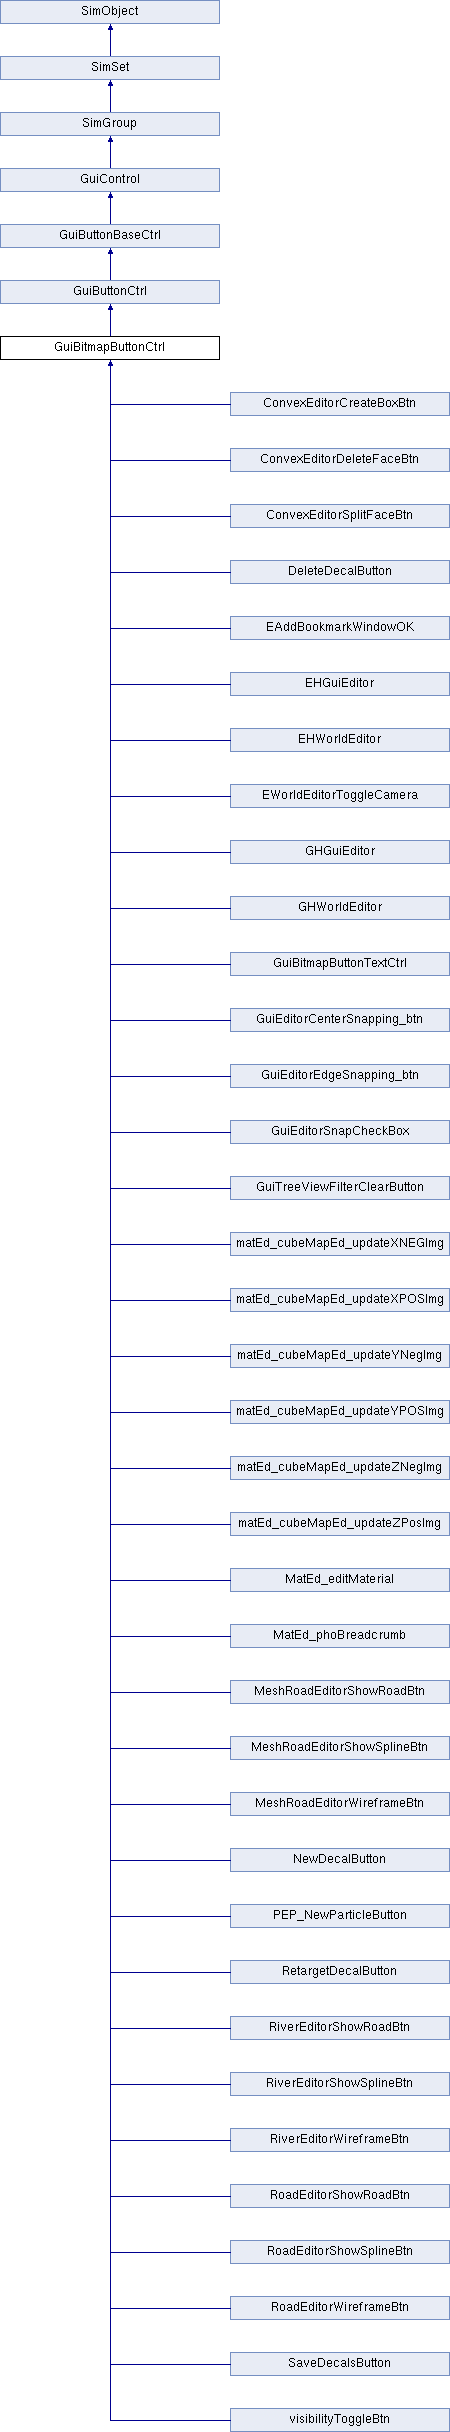 SimObject
SimSet
SimGroup
GuiControl
GuiButtonBaseCtrl
GuiButtonCtrl
GuiBitmapButtonCtrl
ConvexEditorCreateBoxBtn
ConvexEditorDeleteFaceBtn
ConvexEditorSplitFaceBtn
DeleteDecalButton
EAddBookmarkWindowOK
EHGuiEditor
EHWorldEditor
EWorldEditorToggleCamera
GHGuiEditor
GHWorldEditor
GuiBitmapButtonTextCtrl
GuiEditorCenterSnapping_btn
GuiEditorEdgeSnapping_btn
GuiEditorSnapCheckBox
GuiTreeViewFilterClearButton
matEd_cubeMapEd_updateXNEGImg
matEd_cubeMapEd_updateXPOSImg
matEd_cubeMapEd_updateYNegImg
matEd_cubeMapEd_updateYPOSImg
matEd_cubeMapEd_updateZNegImg
matEd_cubeMapEd_updateZPosImg
MatEd_editMaterial
MatEd_phoBreadcrumb
MeshRoadEditorShowRoadBtn
MeshRoadEditorShowSplineBtn
MeshRoadEditorWireframeBtn
NewDecalButton
PEP_NewParticleButton
RetargetDecalButton
RiverEditorShowRoadBtn
RiverEditorShowSplineBtn
RiverEditorWireframeBtn
RoadEditorShowRoadBtn
RoadEditorShowSplineBtn
RoadEditorWireframeBtn
SaveDecalsButton
visibilityToggleBtn